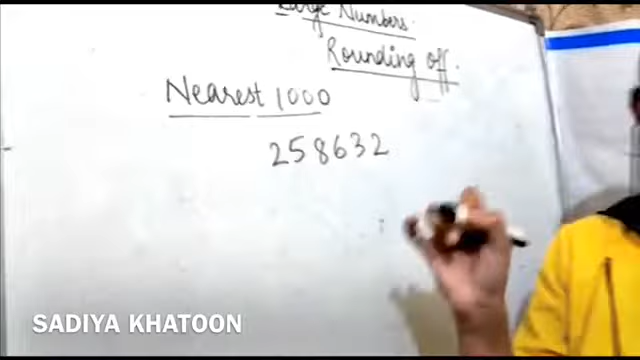 Large Numbers.
Rounding off.
Nearest 1000
258632
SADIYA KHATOON